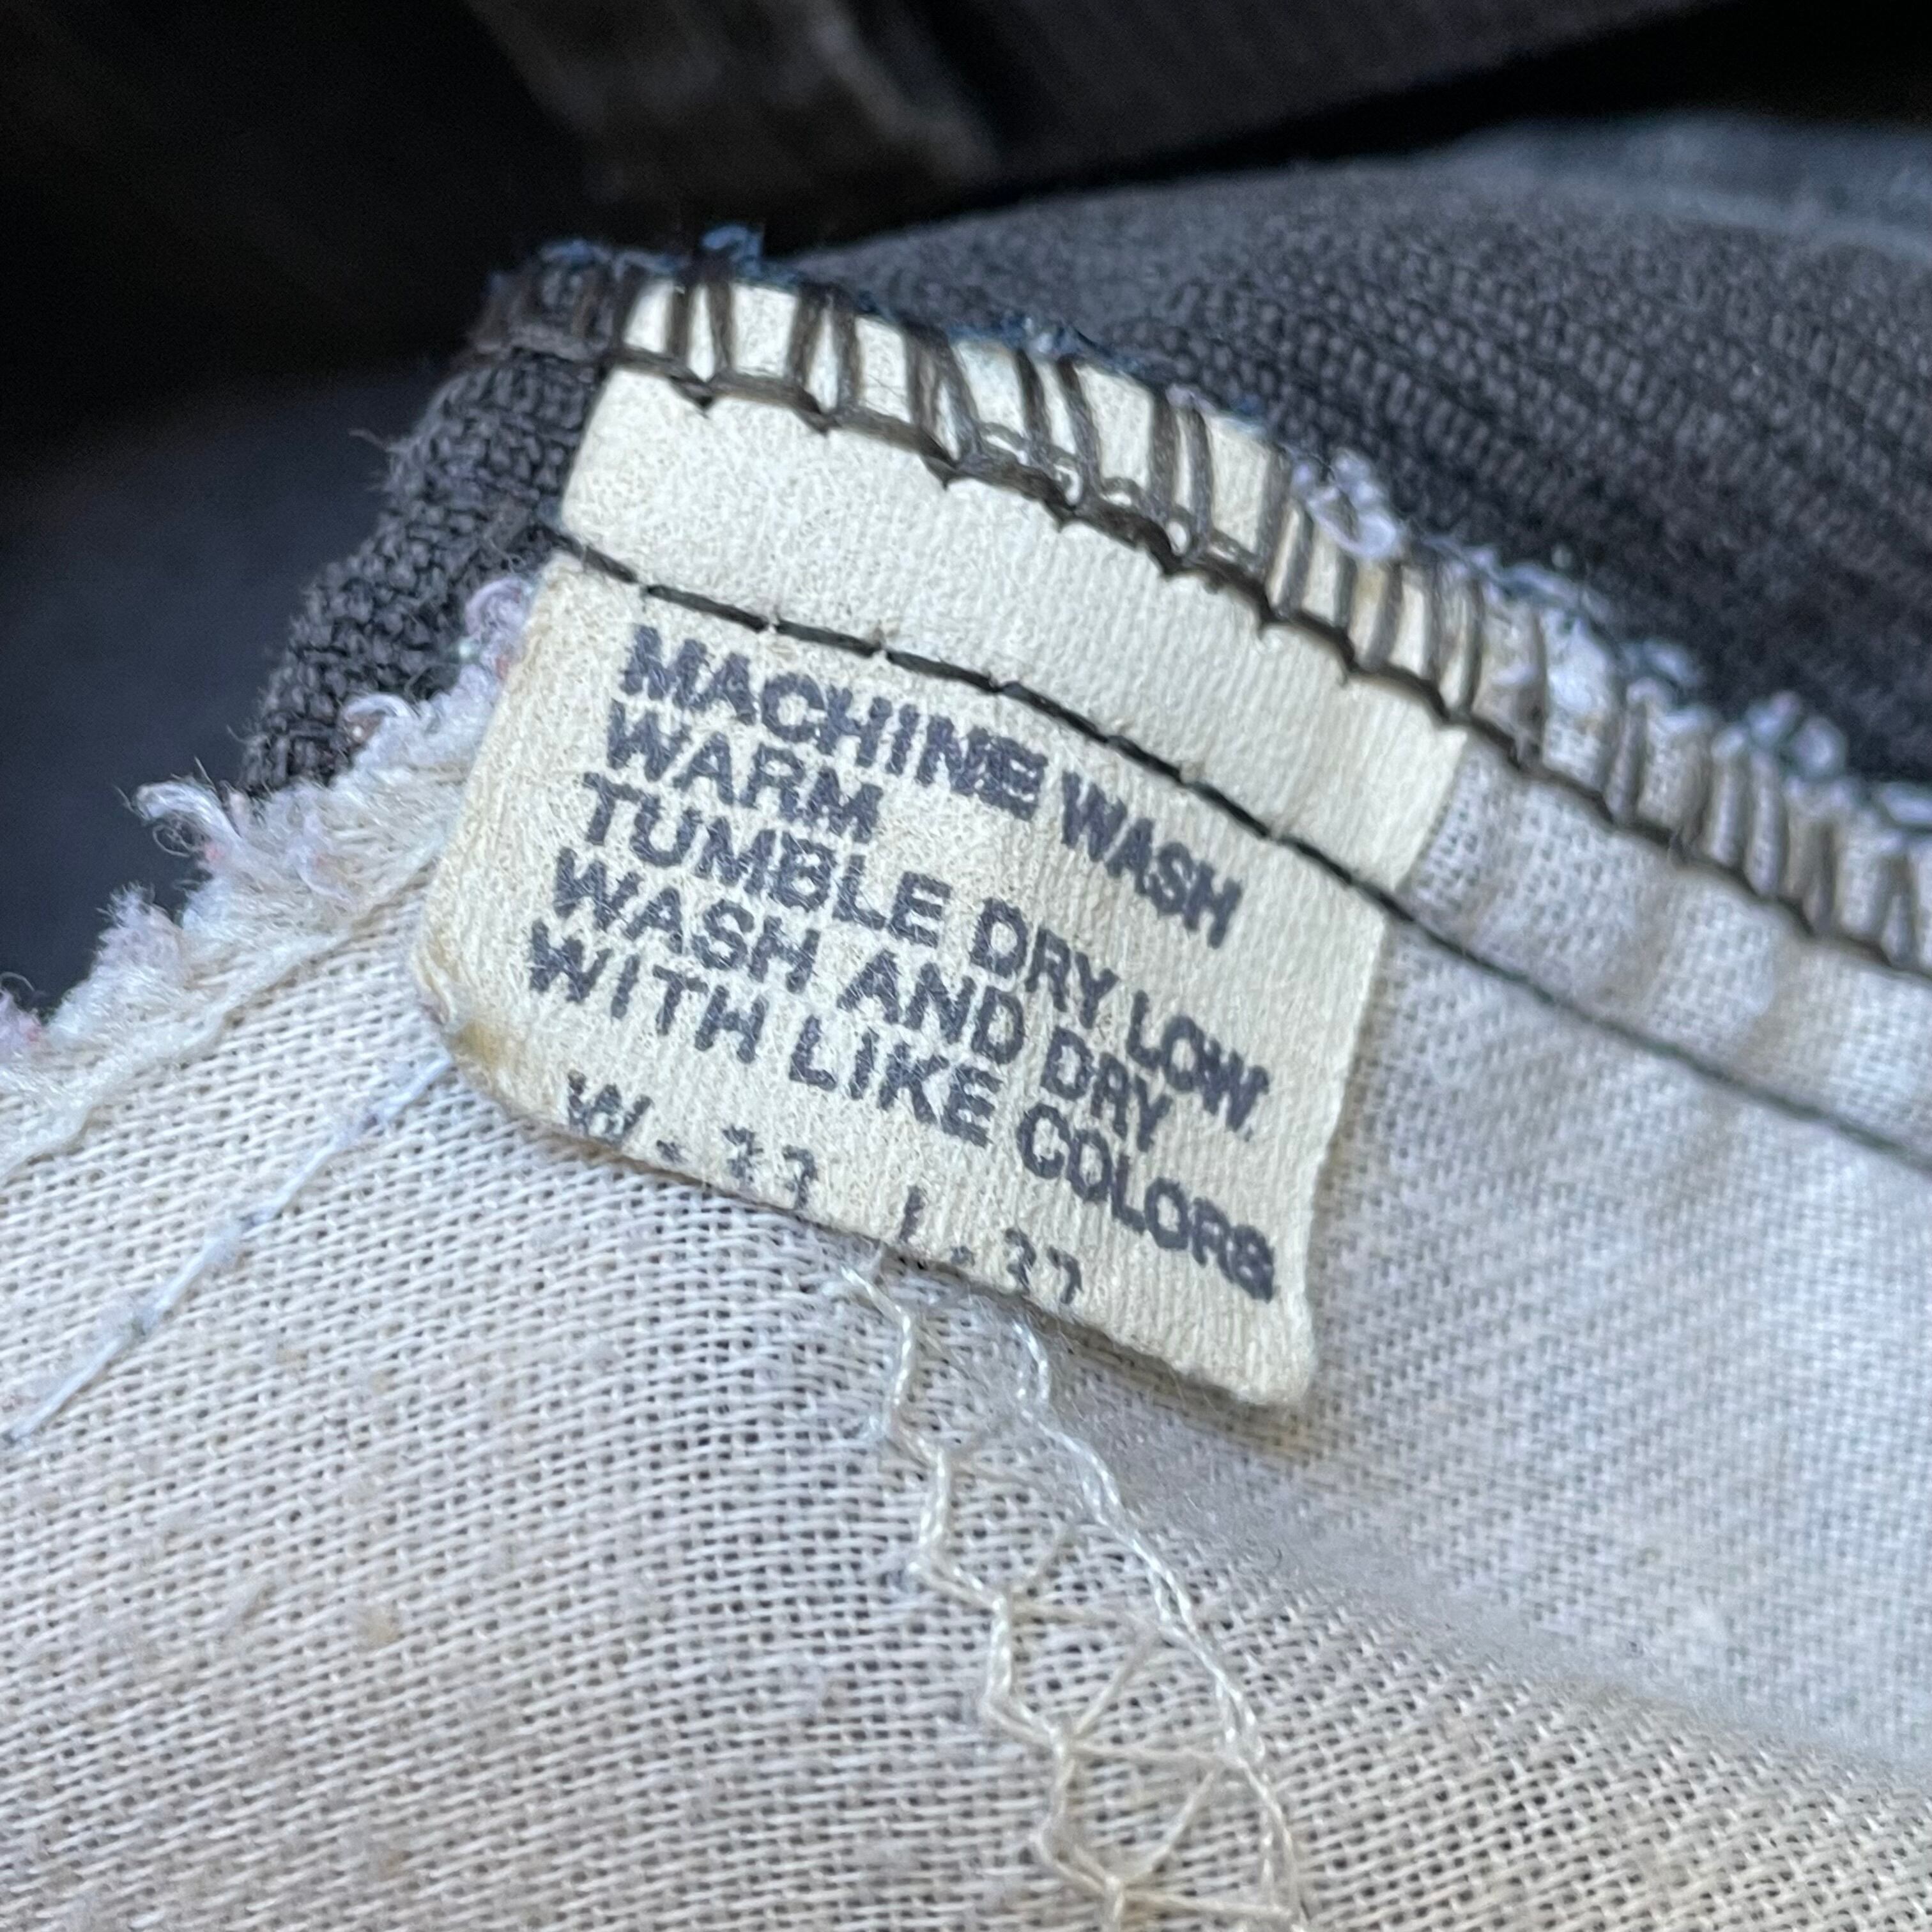 MACHINE WASH
WARM
TUMBLE DRY LOW.
WASH AND DRY
WITH LIKE COLORS
W-
L-